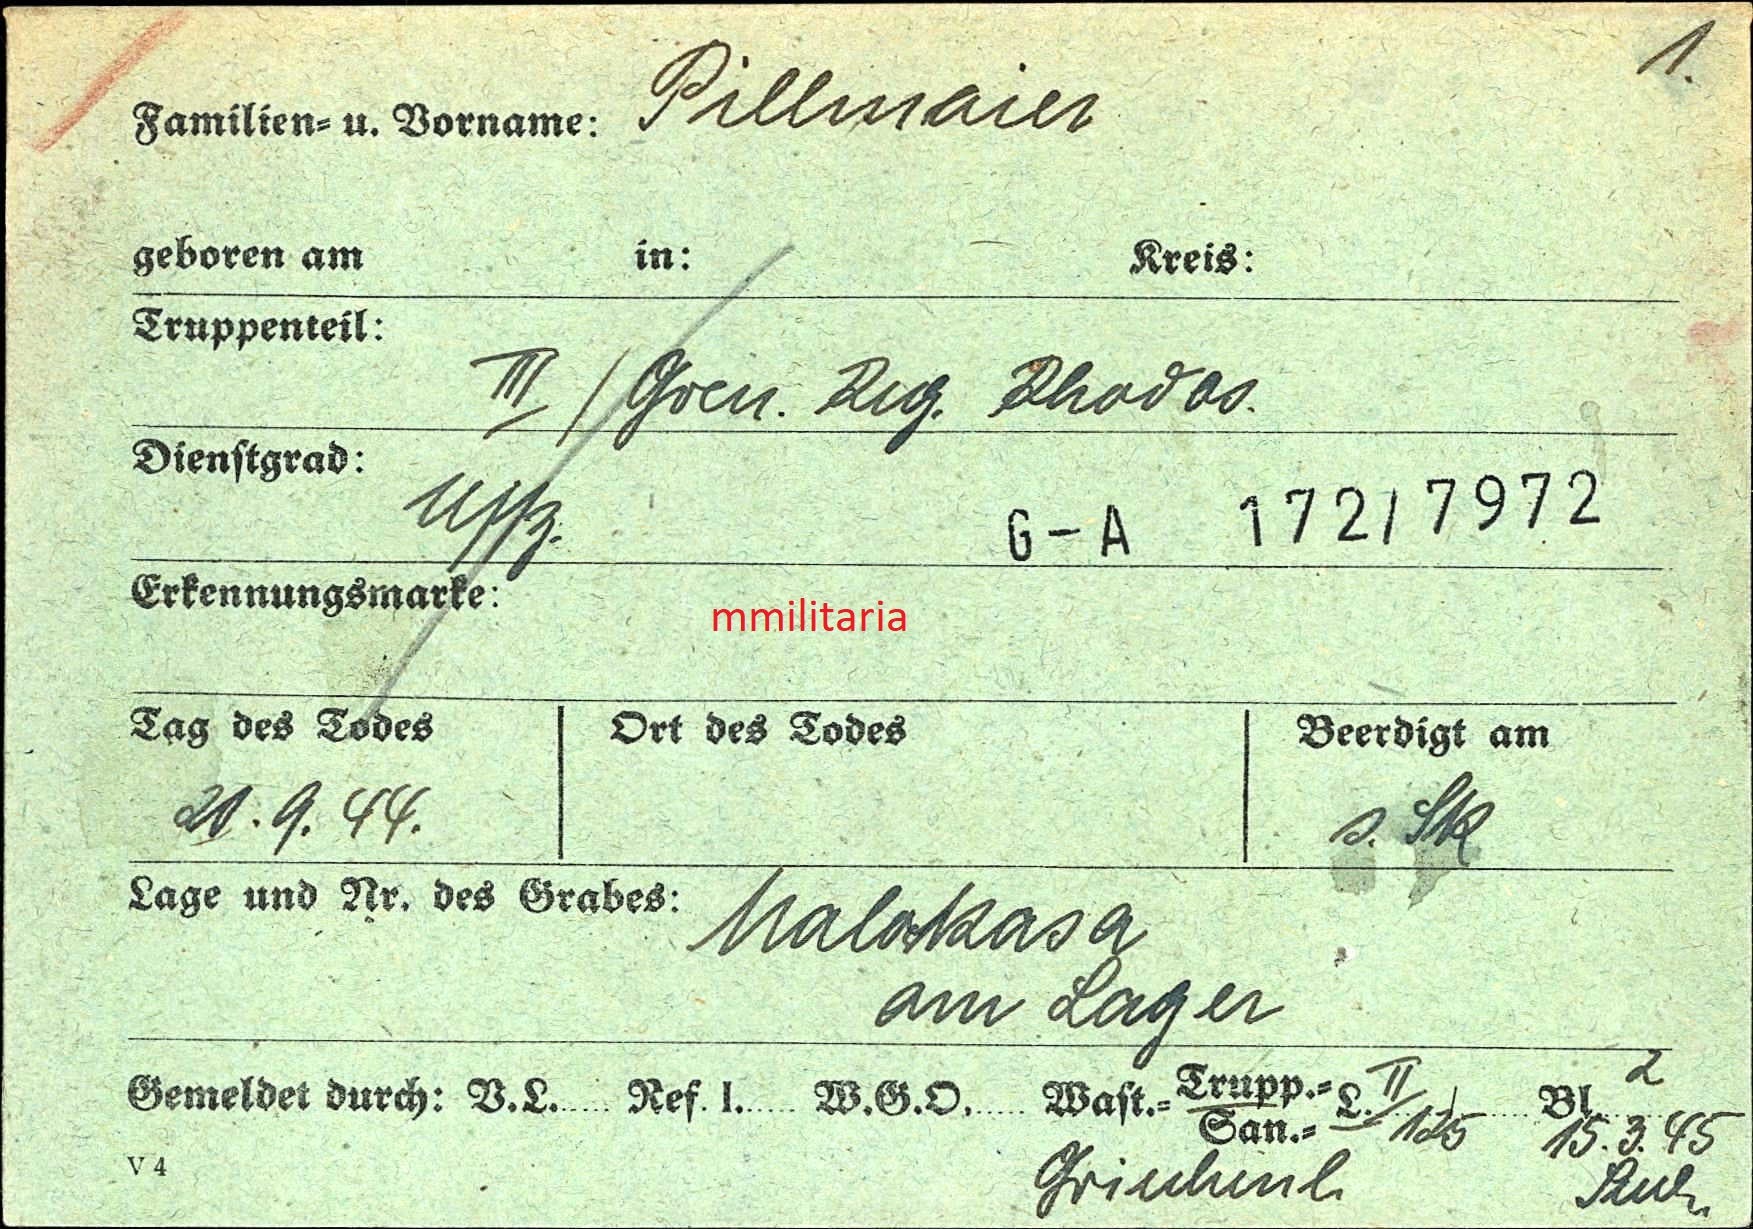 1.
Familien= u. Vorname: Pillmaier
geboren am in: Kreis:
Truppenteil:
III / Gren. Reg. Rhodos.
Dienstgrad:
Uffz. G-A 172/7972
Erkennungsmarke:
mmilitaria
Tag des Todes Ort des Todes Beerdigt am
21.9.44. s. Sk
Lage und Nr. des Grabes: Malakasa
am Lager
Gemeldet durch: V.L. Ref. I. W.G.O. Wast.= Trupp.= L. II Bl. 2
San.= 125 15.3.45
V 4